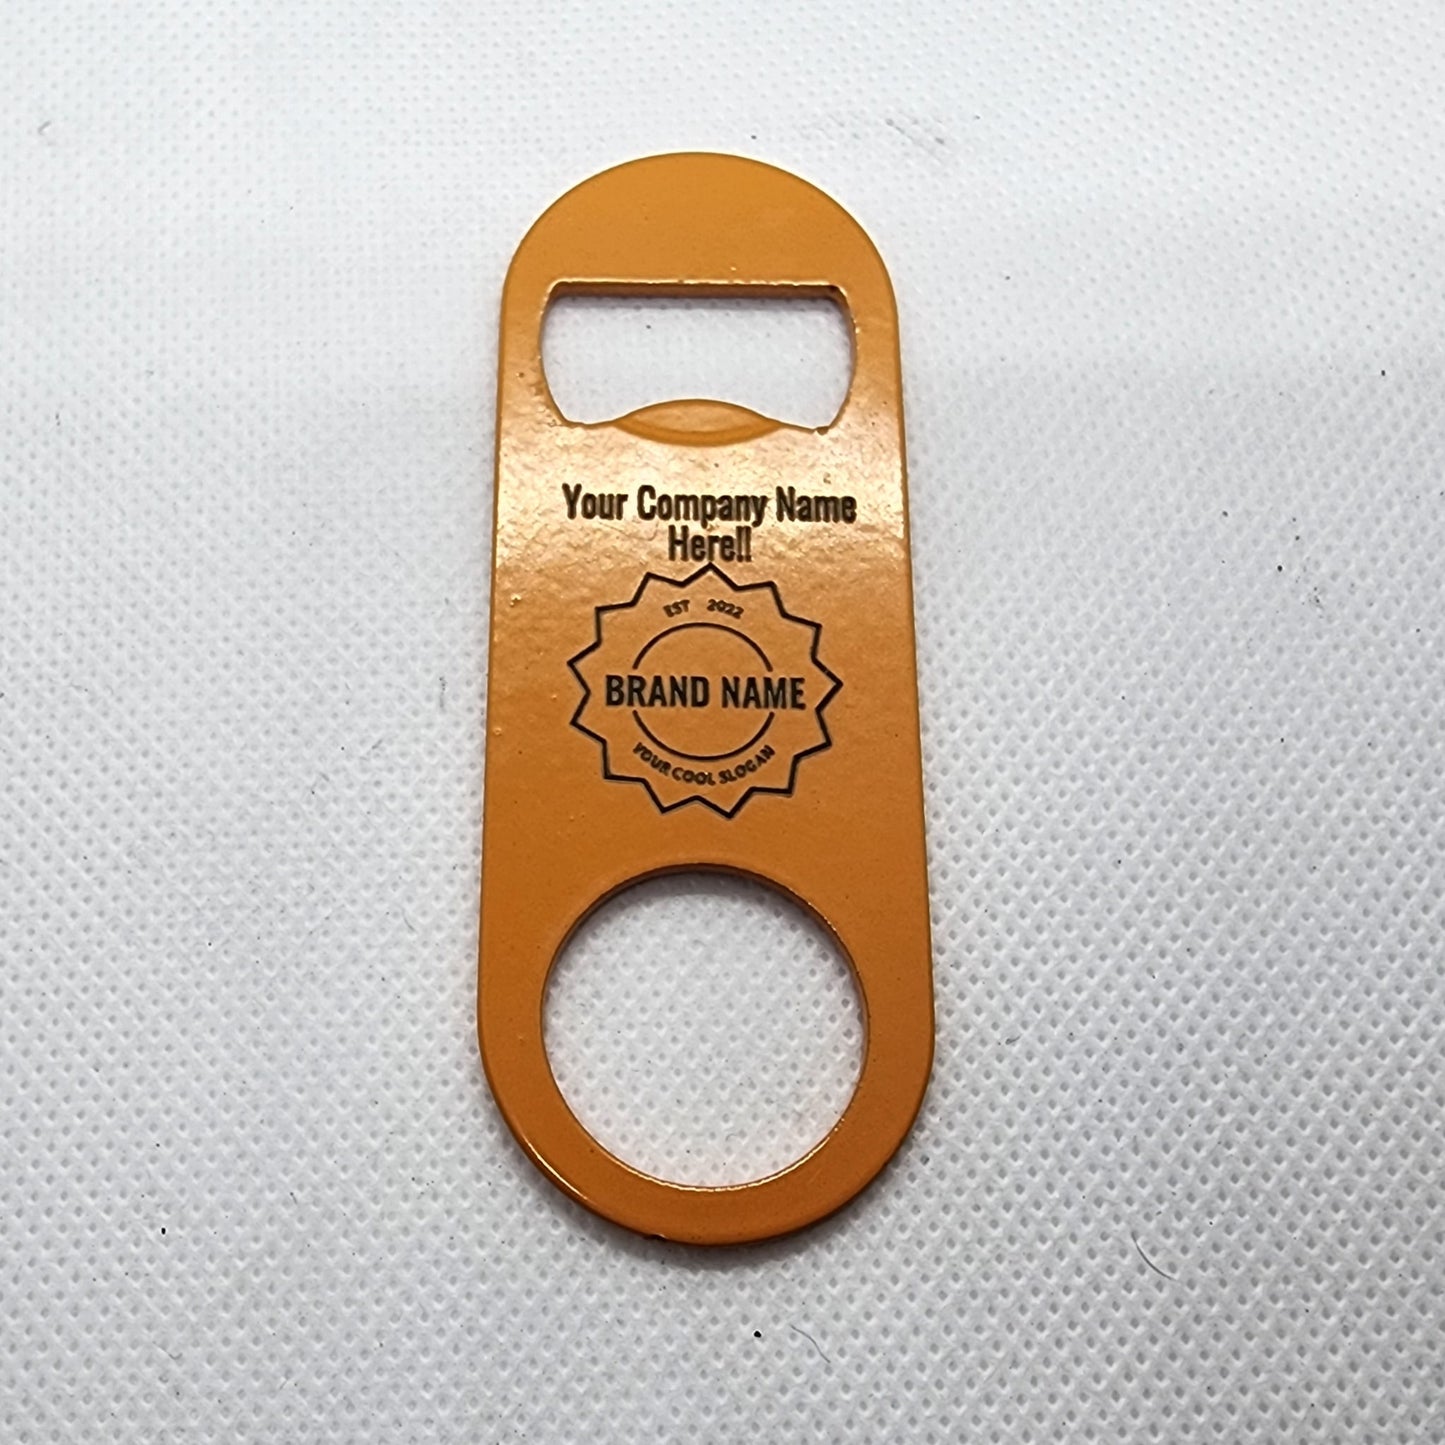 Your Company Name
Here!!
EST 2022
BRAND NAME
YOUR COOL SLOGAN